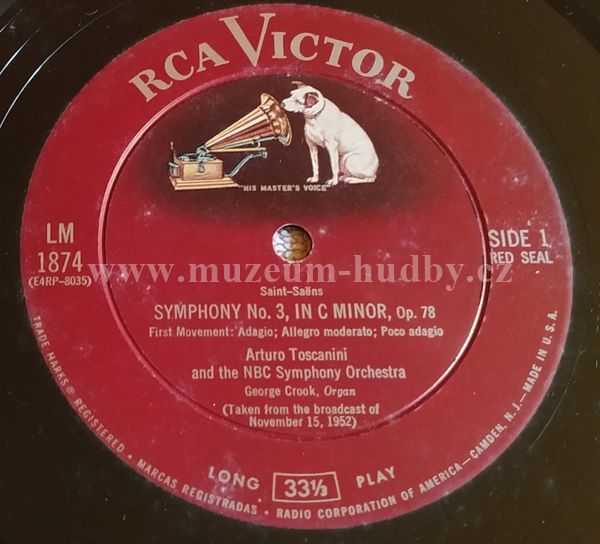 RCA VICTOR
"HIS MASTER'S VOICE"
LM
1874
(E4RP-8035)
SIDE 1
RED SEAL
www.muzeum-hudby.cz
Saint-Saëns
SYMPHONY No. 3, IN C MINOR, Op. 78
First Movement: Adagio; Allegro moderato; Poco adagio
Arturo Toscanini
and the NBC Symphony Orchestra
George Crook, Organ
(Taken from the broadcast of
November 15, 1952)
LONG 33⅓ PLAY
TRADE MARKS ® REGISTERED • MARCAS REGISTRADAS • RADIO CORPORATION OF AMERICA—CAMDEN, N.J.—MADE IN U.S.A.